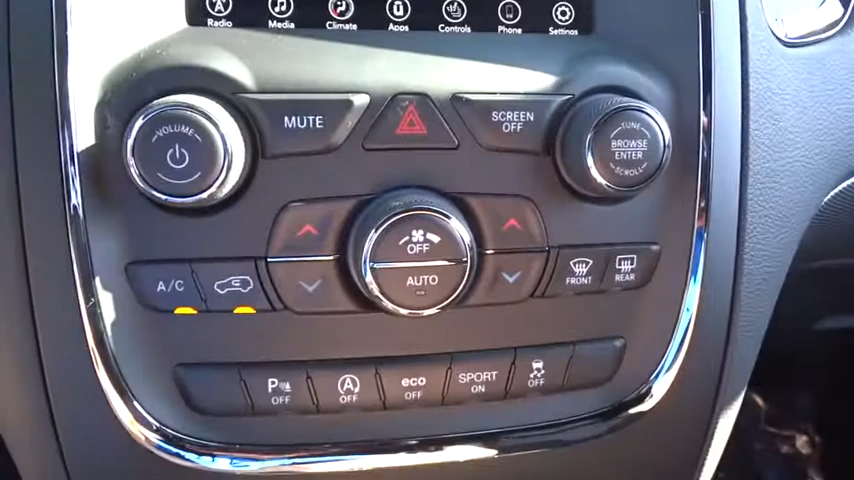 Radio Media Climate Apps Controls Phone Settings
VOLUME
MUTE
SCREEN
OFF
TUNE
BROWSE
ENTER
SCROLL
OFF
AUTO
A/C
FRONT
REAR
P
OFF
A
OFF
eco
OFF
SPORT
ON
OFF